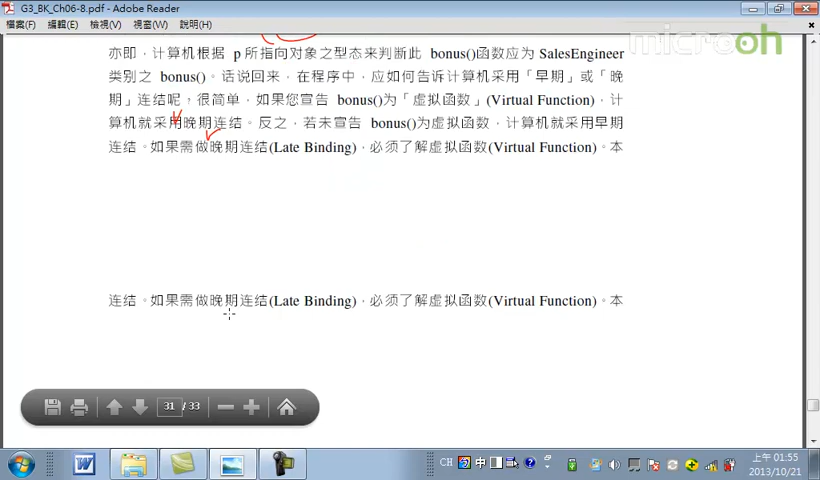 G3_BK_Ch06-8.pdf - Adobe Reader
檔案(F) 編輯(E) 檢視(V) 視窗(W) 說明(H)
microoh
亦即，计算机根据 p 所指向对象之型态来判断此 bonus()函数应为 SalesEngineer
类别之 bonus()。话说回来，在程序中，应如何告诉计算机采用「早期」或「晚
期」连结呢，很简单，如果您宣告 bonus()为「虚拟函数」(Virtual Function)，计
算机就采用晚期连结。反之，若未宣告 bonus()为虚拟函数，计算机就采用早期
连结。如果需做晚期连结(Late Binding)，必须了解虚拟函数(Virtual Function)。本
连结。如果需做晚期连结(Late Binding)，必须了解虚拟函数(Virtual Function)。本
31 / 33
CH 中
上午 01:55
2013/10/21